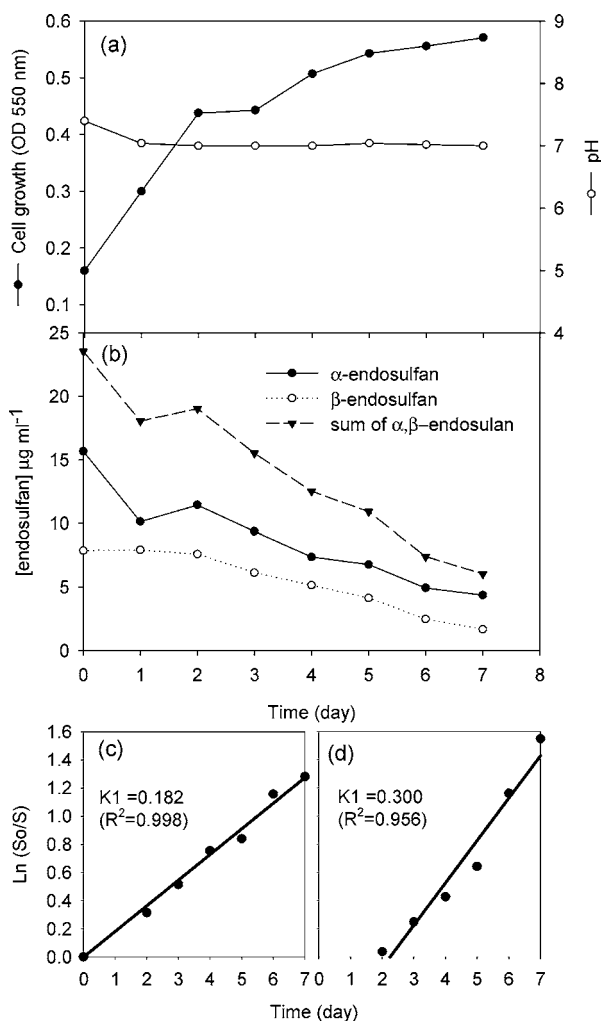 (a)
0.6
0.5
0.4
0.3
0.2
0.1
Cell growth (OD 550 nm)
9
8
7
6
5
4
pH
(b)
25
20
15
10
5
0
[endosulfan] µg ml⁻¹
α-endosulfan
β-endosulfan
sum of α,β–endosulan
0 1 2 3 4 5 6 7 8
Time (day)
(c)
1.6
1.4
1.2
1.0
0.8
0.6
0.4
0.2
0.0
Ln (So/S)
K1 =0.182
(R²=0.998)
0 1 2 3 4 5 6 7
(d)
K1 =0.300
(R²=0.956)
0 1 2 3 4 5 6 7
Time (day)